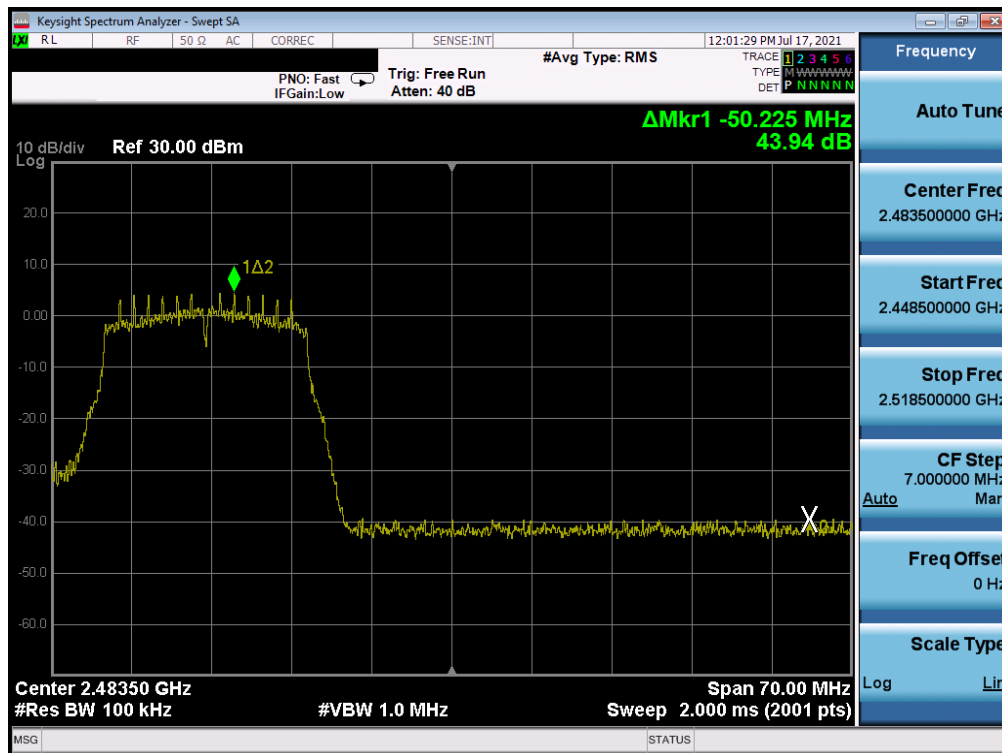 Keysight Spectrum Analyzer - Swept SA
LXI RL RF 50 Ω AC CORREC SENSE:INT 12:01:29 PM Jul 17, 2021
#Avg Type: RMS
TRACE 1 2 3 4 5 6
PNO: Fast Trig: Free Run
TYPE M W W W W W
IFGain:Low Atten: 40 dB
DET P N N N N N
ΔMkr1 -50.225 MHz
43.94 dB
10 dB/div Ref 30.00 dBm
Log
20.0
1Δ2
10.0
0.00
-10.0
-20.0
-30.0
-40.0
X
-50.0
-60.0
Center 2.48350 GHz Span 70.00 MHz
#Res BW 100 kHz #VBW 1.0 MHz Sweep 2.000 ms (2001 pts)
MSG STATUS
Frequency
Auto Tune
Center Freq
2.483500000 GHz
Start Freq
2.448500000 GHz
Stop Freq
2.518500000 GHz
CF Step
7.000000 MHz
Auto Man
Freq Offset
0 Hz
Scale Type
Log Lin